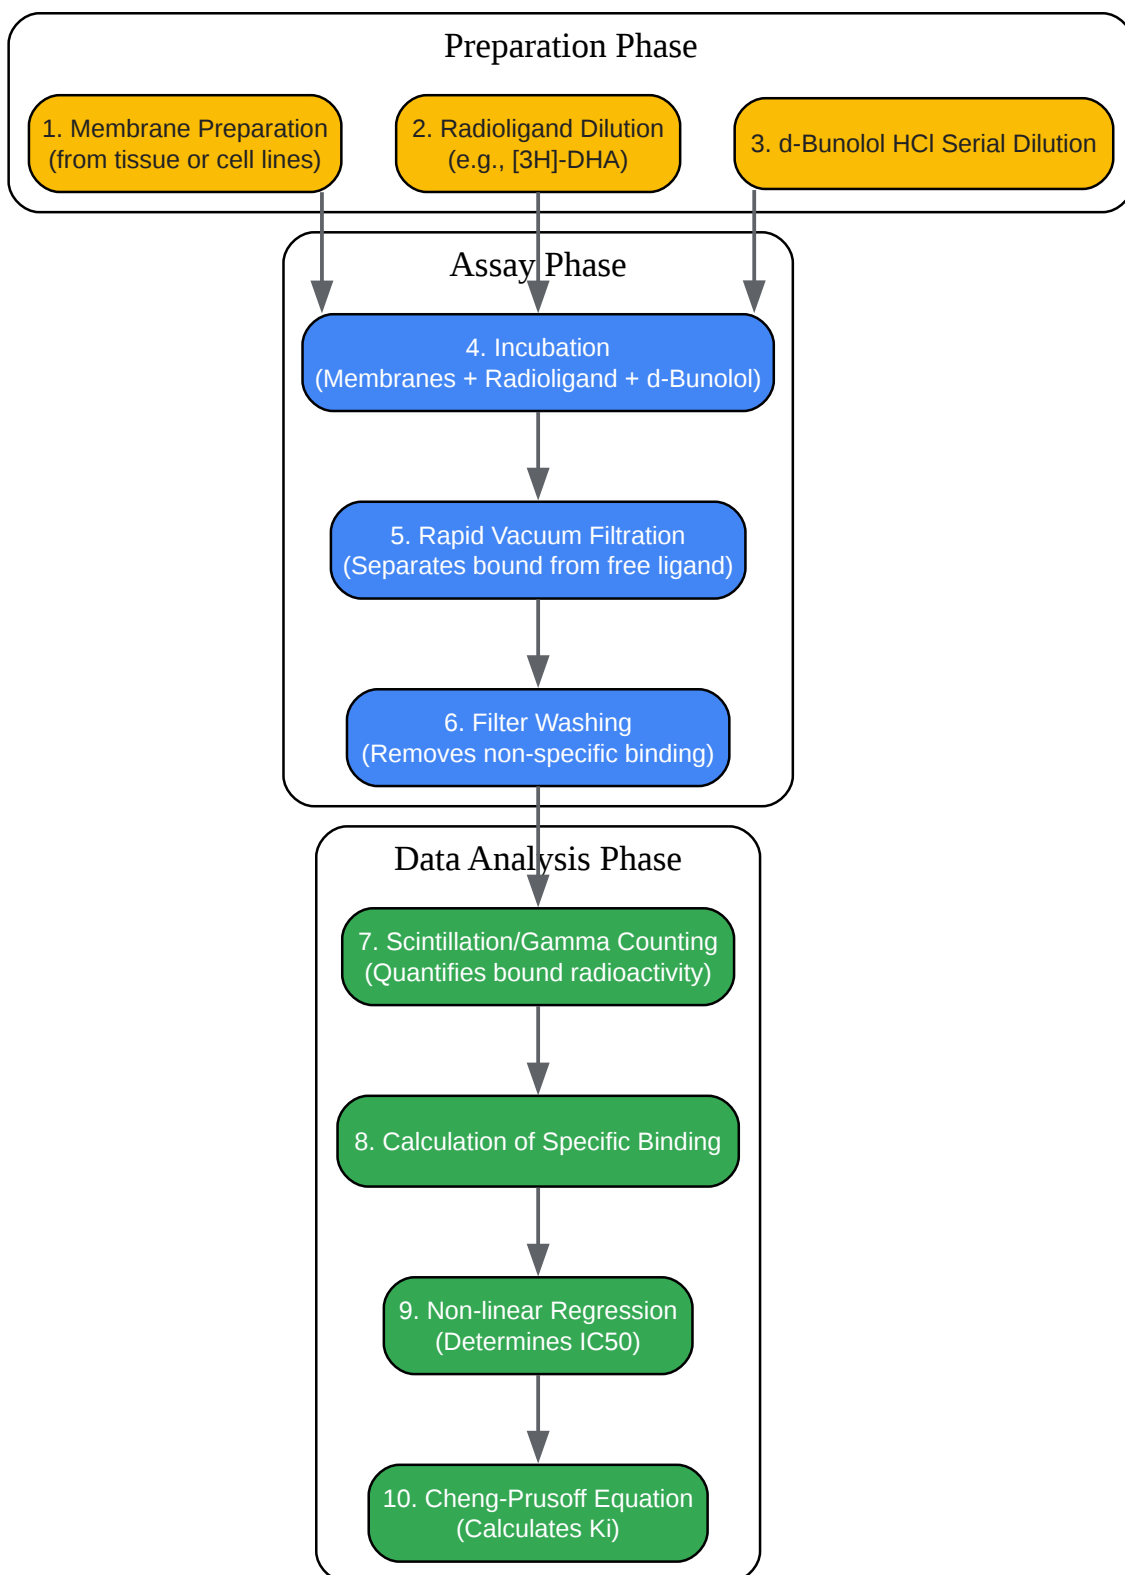 Preparation Phase
1. Membrane Preparation
(from tissue or cell lines)
2. Radioligand Dilution
(e.g., [3H]-DHA)
3. d-Bunolol HCl Serial Dilution
Assay Phase
4. Incubation
(Membranes + Radioligand + d-Bunolol)
5. Rapid Vacuum Filtration
(Separates bound from free ligand)
6. Filter Washing
(Removes non-specific binding)
Data Analysis Phase
7. Scintillation/Gamma Counting
(Quantifies bound radioactivity)
8. Calculation of Specific Binding
9. Non-linear Regression
(Determines IC50)
10. Cheng-Prusoff Equation
(Calculates Ki)